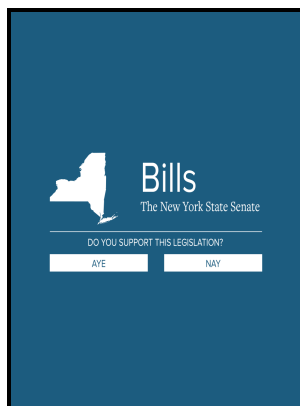 Bills
The New York State Senate
DO YOU SUPPORT THIS LEGISLATION?
AYE NAY